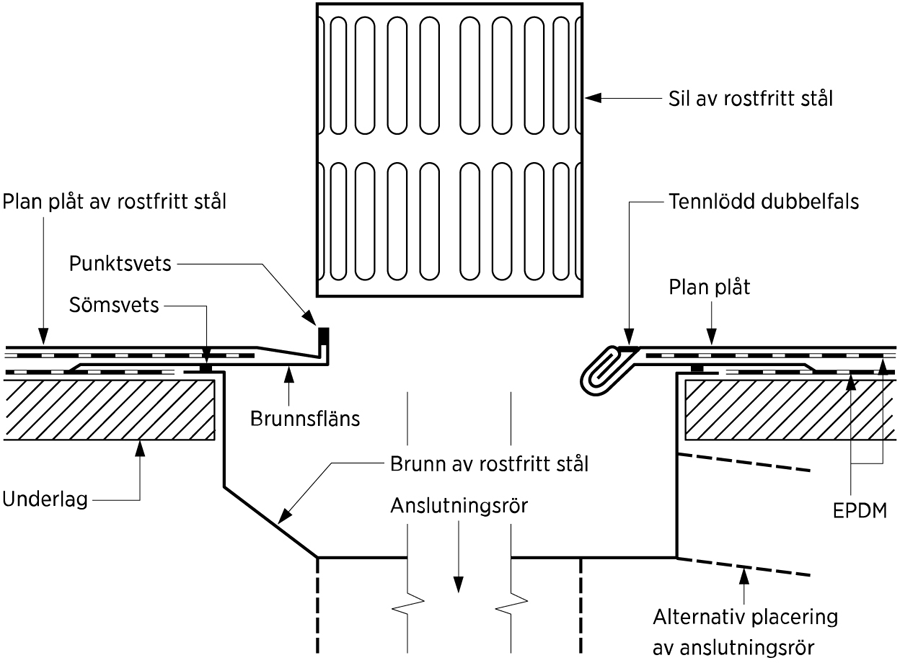 Sil av rostfritt stål
Plan plåt av rostfritt stål
Tennlödd dubbelfals
Punktsvets
Plan plåt
Sömsvets
Brunnsfläns
Brunn av rostfritt stål
Underlag
Anslutningsrör
EPDM
Alternativ placering
av anslutningsrör